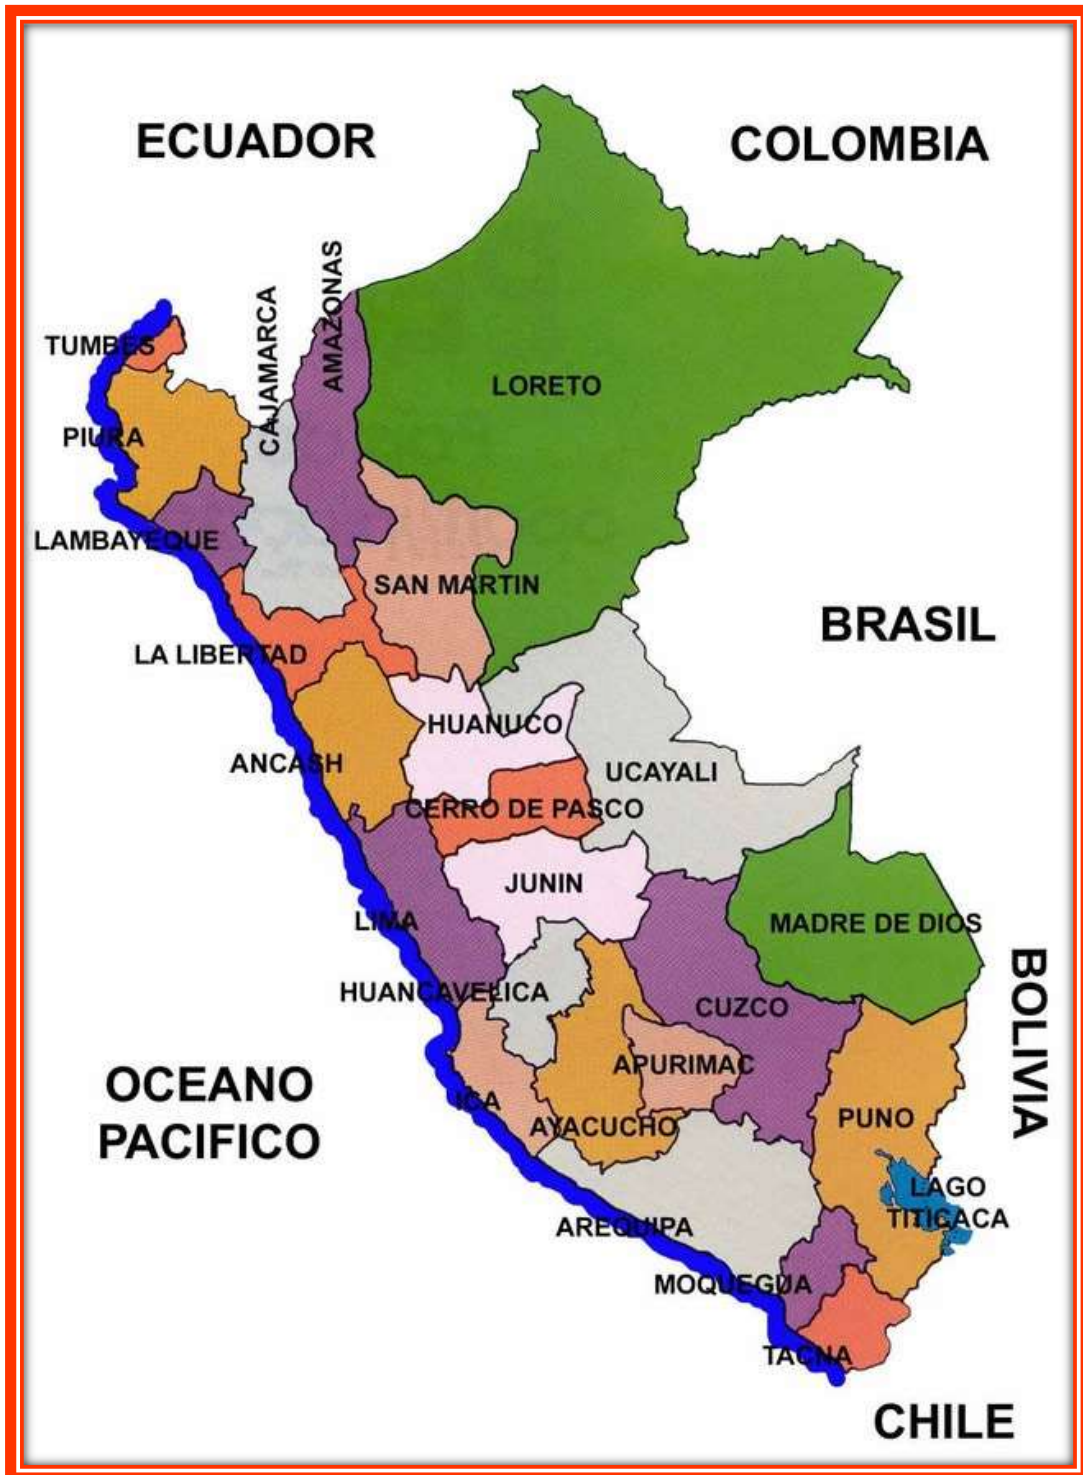 ECUADOR
COLOMBIA
AMAZONAS
CAJAMARCA
TUMBES
LORETO
PIURA
LAMBAYEQUE
SAN MARTIN
BRASIL
LA LIBERTAD
HUANUCO
ANCASH
UCAYALI
CERRO DE PASCO
JUNIN
LIMA
MADRE DE DIOS
HUANCAVELICA
CUZCO
BOLIVIA
APURIMAC
OCEANO
PACIFICO
ICA
AYACUCHO
PUNO
LAGO
TITICACA
AREQUIPA
MOQUEGUA
TACNA
CHILE